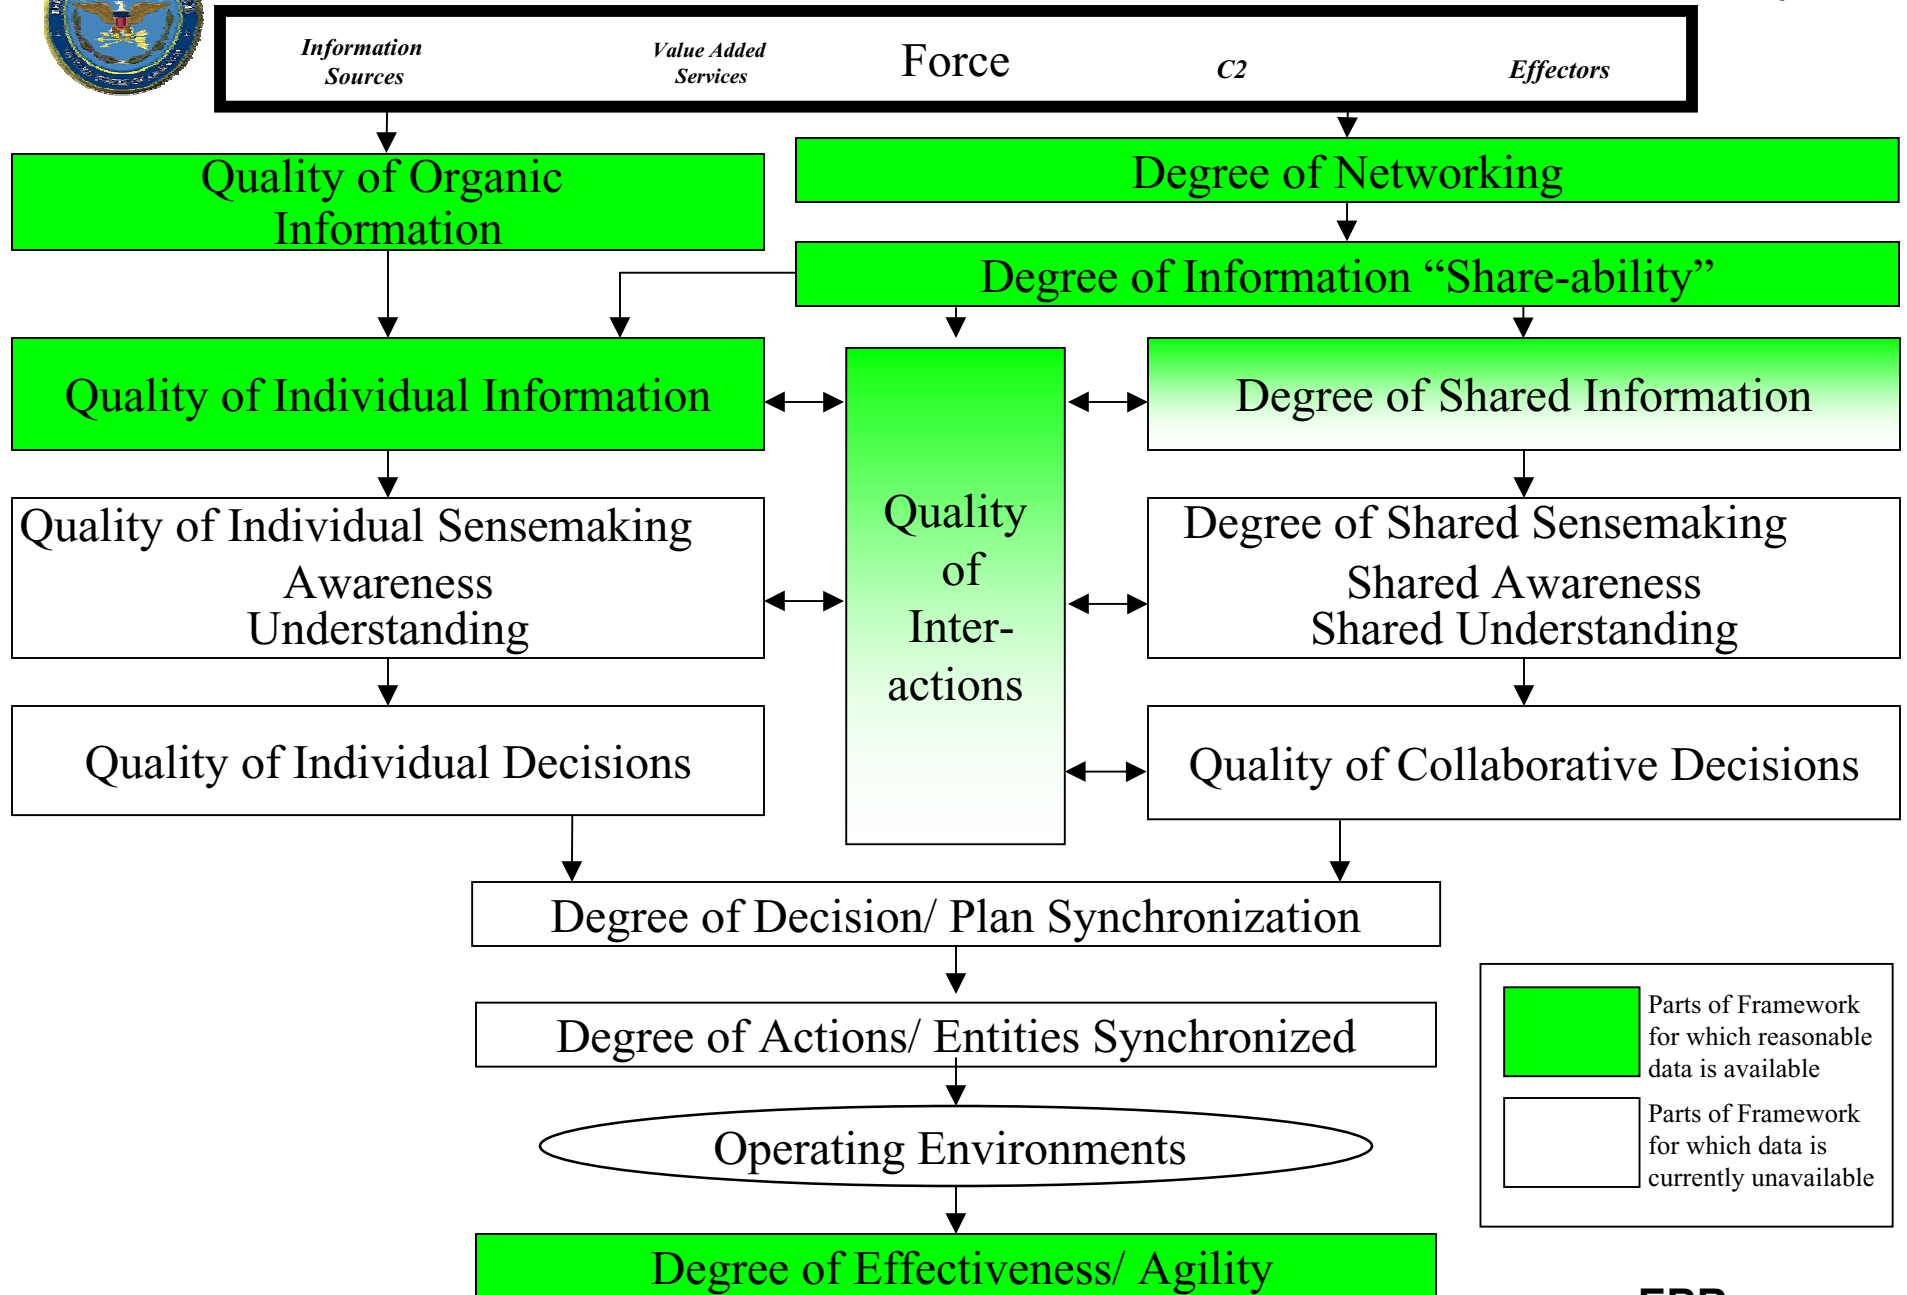 Information
Sources
Value Added
Services
Force
C2
Effectors
Quality of Organic
Information
Degree of Networking
Degree of Information “Share-ability”
Quality of Individual Information
Quality
of
Inter-
actions
Degree of Shared Information
Quality of Individual Sensemaking
Awareness
Understanding
Degree of Shared Sensemaking
Shared Awareness
Shared Understanding
Quality of Individual Decisions
Quality of Collaborative Decisions
Degree of Decision/ Plan Synchronization
Degree of Actions/ Entities Synchronized
Operating Environments
Degree of Effectiveness/ Agility
Parts of Framework
for which reasonable
data is available
Parts of Framework
for which data is
currently unavailable